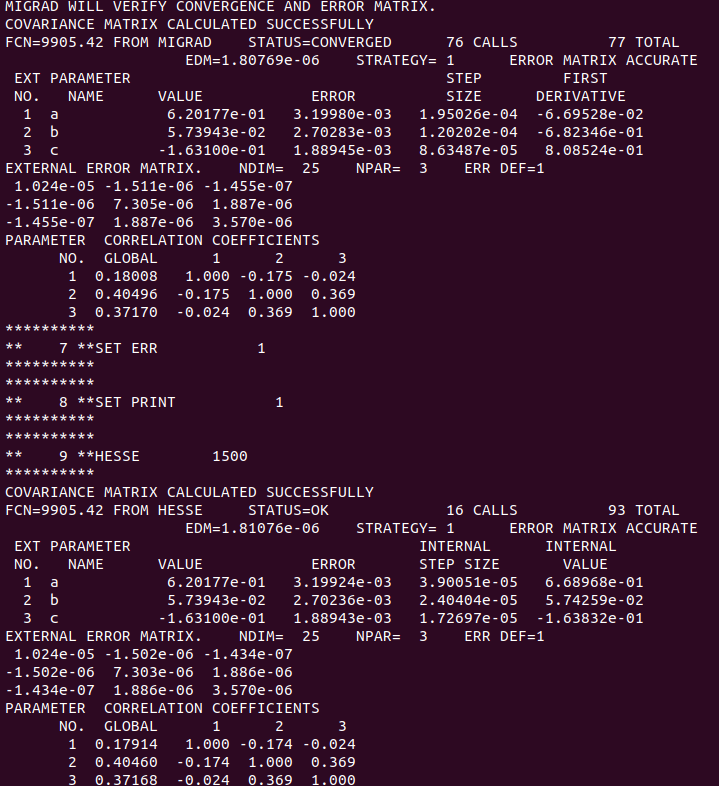 MIGRAD WILL VERIFY CONVERGENCE AND ERROR MATRIX.
COVARIANCE MATRIX CALCULATED SUCCESSFULLY
FCN=9905.42 FROM MIGRAD    STATUS=CONVERGED      76 CALLS          77 TOTAL
                    EDM=1.80769e-06    STRATEGY= 1      ERROR MATRIX ACCURATE
 EXT PARAMETER                                   STEP         FIRST
 NO.   NAME      VALUE            ERROR          SIZE      DERIVATIVE
  1  a            6.20177e-01   3.19980e-03   1.95026e-04  -6.69528e-02
  2  b            5.73943e-02   2.70283e-03   1.20202e-04  -6.82346e-01
  3  c           -1.63100e-01   1.88945e-03   8.63487e-05   8.08524e-01
EXTERNAL ERROR MATRIX.    NDIM=  25    NPAR=  3    ERR DEF=1
 1.024e-05 -1.511e-06 -1.455e-07
-1.511e-06  7.305e-06  1.887e-06
-1.455e-07  1.887e-06  3.570e-06
PARAMETER  CORRELATION COEFFICIENTS
      NO.  GLOBAL      1      2      3
       1  0.18008   1.000 -0.175 -0.024
       2  0.40496  -0.175  1.000  0.369
       3  0.37170  -0.024  0.369  1.000
**********
**    7 **SET ERR           1
**********
**********
**    8 **SET PRINT           1
**********
**********
**    9 **HESSE        1500
**********
COVARIANCE MATRIX CALCULATED SUCCESSFULLY
FCN=9905.42 FROM HESSE     STATUS=OK             16 CALLS          93 TOTAL
                    EDM=1.81076e-06    STRATEGY= 1      ERROR MATRIX ACCURATE
 EXT PARAMETER                                INTERNAL      INTERNAL
 NO.   NAME      VALUE            ERROR       STEP SIZE       VALUE
  1  a            6.20177e-01   3.19924e-03   3.90051e-05   6.68968e-01
  2  b            5.73943e-02   2.70236e-03   2.40404e-05   5.74259e-02
  3  c           -1.63100e-01   1.88943e-03   1.72697e-05  -1.63832e-01
EXTERNAL ERROR MATRIX.    NDIM=  25    NPAR=  3    ERR DEF=1
 1.024e-05 -1.502e-06 -1.434e-07
-1.502e-06  7.303e-06  1.886e-06
-1.434e-07  1.886e-06  3.570e-06
PARAMETER  CORRELATION COEFFICIENTS
      NO.  GLOBAL      1      2      3
       1  0.17914   1.000 -0.174 -0.024
       2  0.40460  -0.174  1.000  0.369
       3  0.37168  -0.024  0.369  1.000